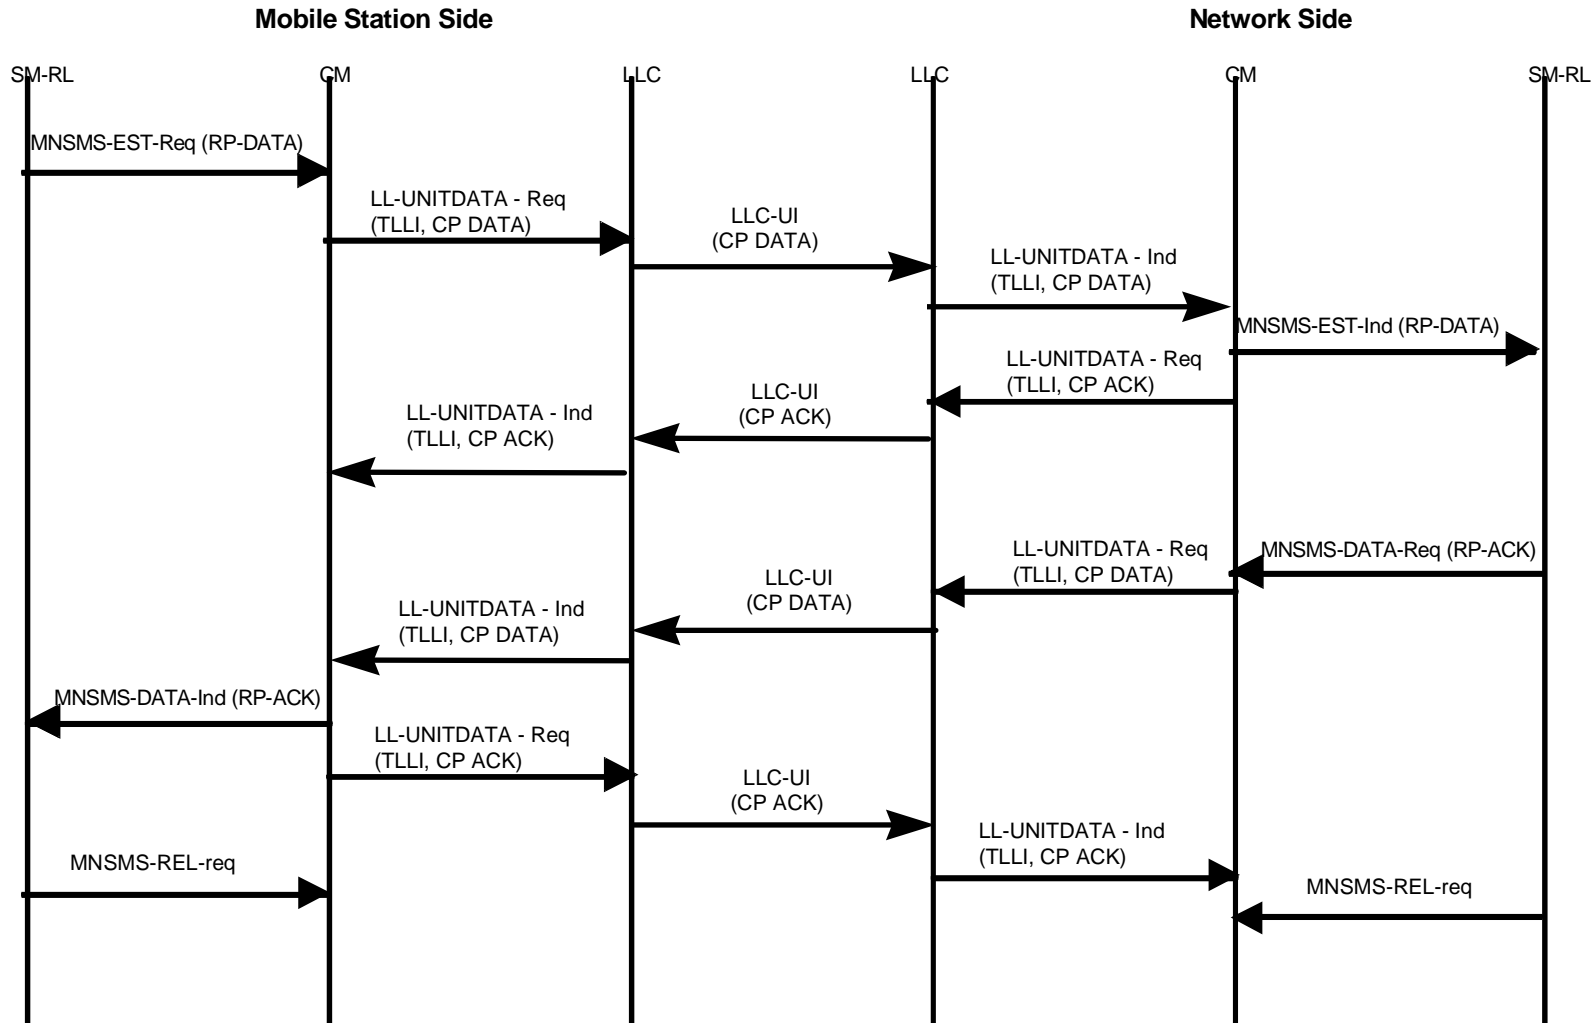 Mobile Station Side
Network Side
SM-RL
CM
LLC
LLC
CM
SM-RL
MNSMS-EST-Req (RP-DATA)
LL-UNITDATA - Req
(TLLI, CP DATA)
LLC-UI
(CP DATA)
LL-UNITDATA - Ind
(TLLI, CP DATA)
MNSMS-EST-Ind (RP-DATA)
LL-UNITDATA - Req
(TLLI, CP ACK)
LLC-UI
(CP ACK)
LL-UNITDATA - Ind
(TLLI, CP ACK)
MNSMS-DATA-Req (RP-ACK)
LL-UNITDATA - Req
(TLLI, CP DATA)
LLC-UI
(CP DATA)
LL-UNITDATA - Ind
(TLLI, CP DATA)
MNSMS-DATA-Ind (RP-ACK)
LL-UNITDATA - Req
(TLLI, CP ACK)
LLC-UI
(CP ACK)
LL-UNITDATA - Ind
(TLLI, CP ACK)
MNSMS-REL-req
MNSMS-REL-req